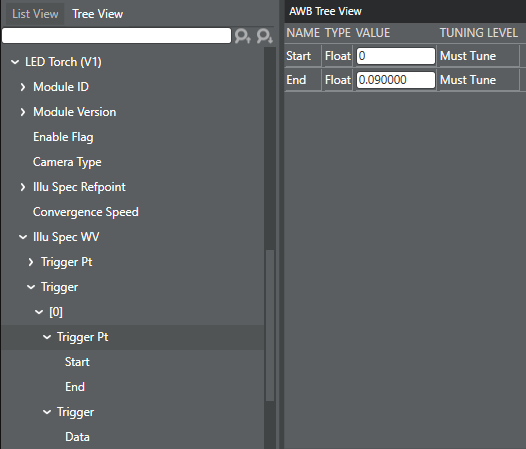 List View Tree View
LED Torch (V1)
Module ID
Module Version
Enable Flag
Camera Type
Illu Spec Refpoint
Convergence Speed
Illu Spec WV
Trigger Pt
Trigger
[0]
Trigger Pt
Start
End
Trigger
Data
AWB Tree View
NAME TYPE VALUE TUNING LEVEL
Start Float 0 Must Tune
End Float 0.090000 Must Tune